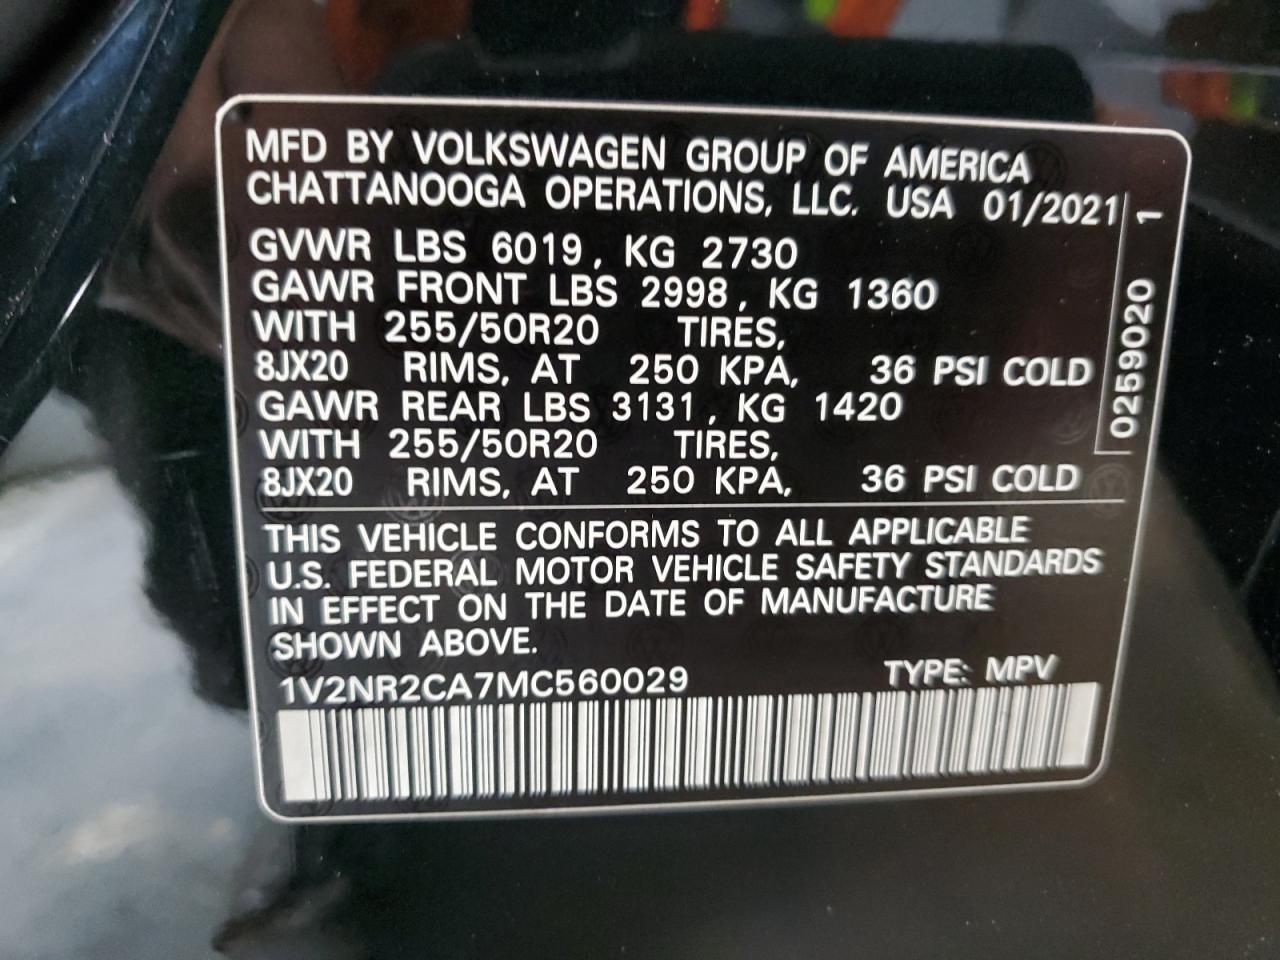 MFD BY VOLKSWAGEN GROUP OF AMERICA
CHATTANOOGA OPERATIONS, LLC. USA 01/2021
GVWR LBS 6019, KG 2730
GAWR FRONT LBS 2998, KG 1360
WITH 255/50R20 TIRES,
8JX20 RIMS, AT 250 KPA, 36 PSI COLD
GAWR REAR LBS 3131, KG 1420
WITH 255/50R20 TIRES,
8JX20 RIMS, AT 250 KPA, 36 PSI COLD
0259020 1
THIS VEHICLE CONFORMS TO ALL APPLICABLE
U.S. FEDERAL MOTOR VEHICLE SAFETY STANDARDS
IN EFFECT ON THE DATE OF MANUFACTURE
SHOWN ABOVE.
1V2NR2CA7MC560029 TYPE: MPV